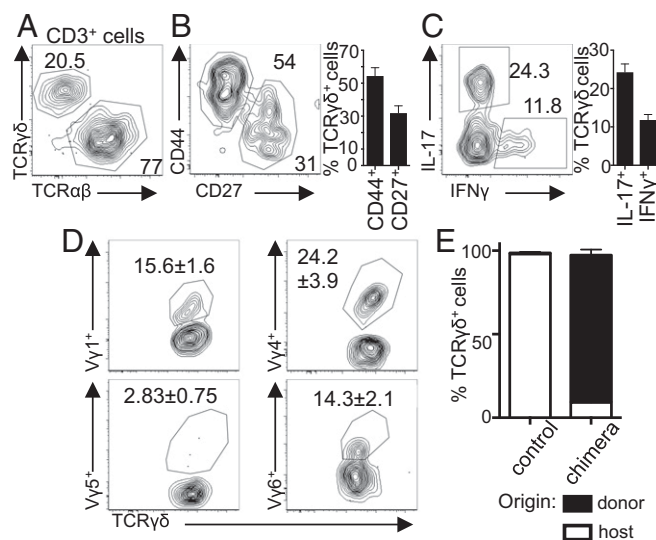 A
CD3+ cells
20.5
77
TCRγδ
TCRαβ
B
54
31
CD44
CD27
% TCRγδ+ cells
70
50
30
10
0
CD44+
CD27+
C
24.3
11.8
IL-17
IFNγ
% TCRγδ cells
30
20
10
0
IL-17+
IFNγ+
D
15.6±1.6
Vγ1+
24.2
±3.9
Vγ4+
2.83±0.75
Vγ5+
14.3±2.1
Vγ6+
TCRγδ
E
% TCRγδ+ cells
100
50
0
control
chimera
Origin: donor
host